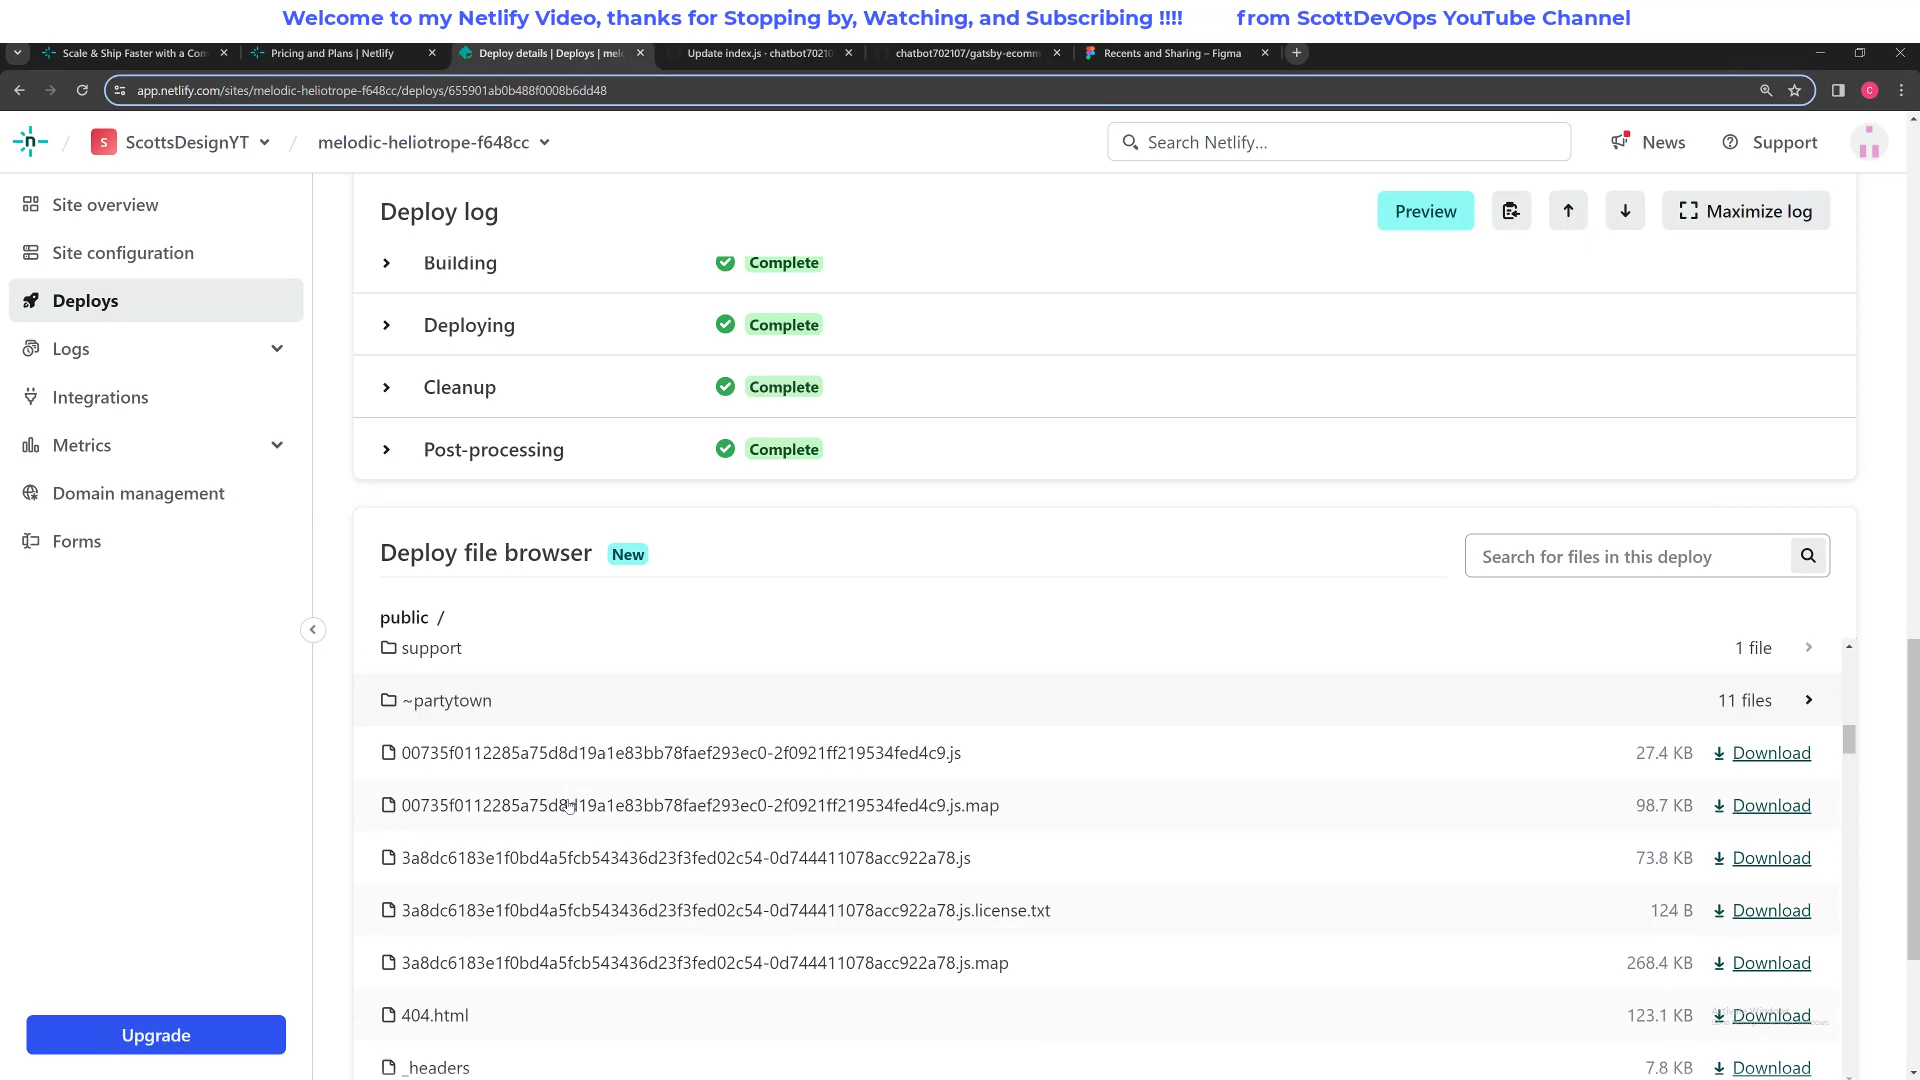 Welcome to my Netlify Video, thanks for Stopping by, Watching, and Subscribing !!!! from ScottDevOps YouTube Channel
Scale & Ship Faster with a Com
Pricing and Plans | Netlify
Deploy details | Deploys | melo
Update index.js · chatbot70210
chatbot702107/gatsby-ecomm
Recents and Sharing – Figma
app.netlify.com/sites/melodic-heliotrope-f648cc/deploys/655901ab0b488f0008b6dd48
C
n / S ScottsDesignYT / melodic-heliotrope-f648cc
Search Netlify...
News
Support
Site overview
Site configuration
Deploys
Logs
Integrations
Metrics
Domain management
Forms
Upgrade
Deploy log
Preview
Maximize log
Building Complete
Deploying Complete
Cleanup Complete
Post-processing Complete
Deploy file browser New
Search for files in this deploy
public /
support 1 file
~partytown 11 files
00735f0112285a75d8d19a1e83bb78faef293ec0-2f0921ff219534fed4c9.js 27.4 KB Download
00735f0112285a75d8d19a1e83bb78faef293ec0-2f0921ff219534fed4c9.js.map 98.7 KB Download
3a8dc6183e1f0bd4a5fcb543436d23f3fed02c54-0d744411078acc922a78.js 73.8 KB Download
3a8dc6183e1f0bd4a5fcb543436d23f3fed02c54-0d744411078acc922a78.js.license.txt 124 B Download
3a8dc6183e1f0bd4a5fcb543436d23f3fed02c54-0d744411078acc922a78.js.map 268.4 KB Download
404.html 123.1 KB Download
_headers 7.8 KB Download